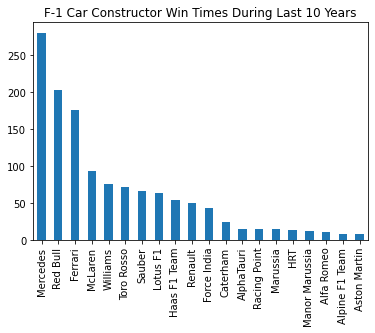 F-1 Car Constructor Win Times During Last 10 Years
250
200
150
100
50
0
Mercedes
Red Bull
Ferrari
McLaren
Williams
Toro Rosso
Sauber
Lotus F1
Haas F1 Team
Renault
Force India
Caterham
AlphaTauri
Racing Point
Marussia
HRT
Manor Marussia
Alfa Romeo
Alpine F1 Team
Aston Martin